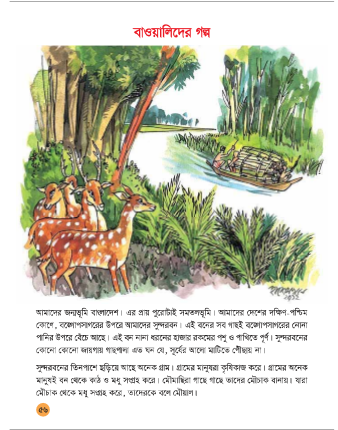 বাওয়ালিদের গল্প
আমাদের জন্মভূমি বাংলাদেশ। এর প্রায় পুরোটাই সমতলভূমি। আমাদের দেশের দক্ষিণ-পশ্চিম
কোণে, বঙ্গোপসাগরের উপরে আমাদের সুন্দরবন। এই বনের সব গাছই বঙ্গোপসাগরের নোনা
পানির উপরে বেঁচে আছে। এই বন নানা ধরনের হাজার রকমের পশু ও পাখিতে পূর্ণ। সুন্দরবনের
কোনো কোনো জায়গায় গাছপালা এত ঘন যে, সূর্যের আলো মাটিতে পৌঁছায় না।
সুন্দরবনের তিনপাশে ছড়িয়ে আছে অনেক গ্রাম। গ্রামের মানুষরা কৃষিকাজ করে। গ্রামের অনেক
মানুষই বন থেকে কাঠ ও মধু সংগ্রহ করে। মৌমাছিরা গাছে গাছে তাদের মৌচাক বানায়। যারা
মৌচাক থেকে মধু সংগ্রহ করে, তাদেরকে বলে মৌয়াল।
৫৬